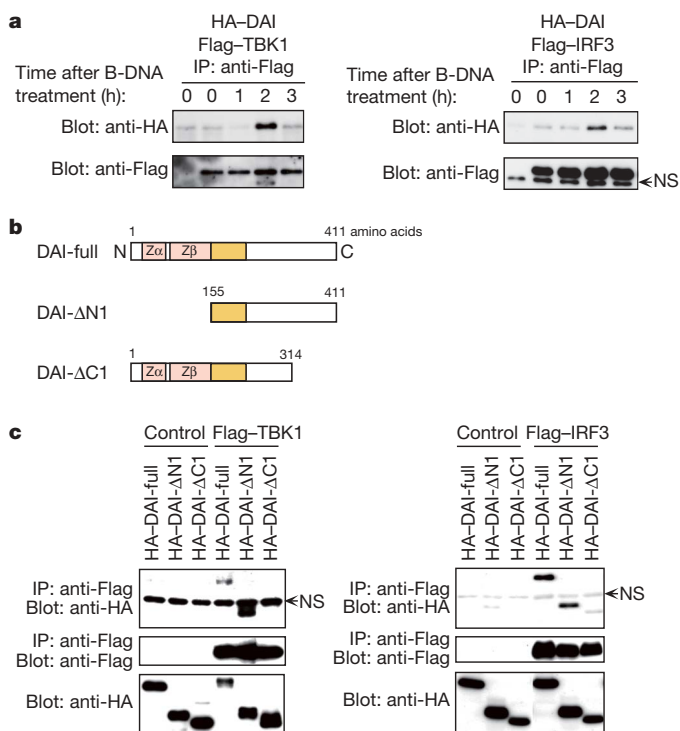 a
HA–DAI
Flag–TBK1
IP: anti-Flag
Time after B-DNA
treatment (h): 0 0 1 2 3
Blot: anti-HA
Blot: anti-Flag
HA–DAI
Flag–IRF3
IP: anti-Flag
Time after B-DNA
treatment (h): 0 0 1 2 3
Blot: anti-HA
Blot: anti-Flag
NS
b
1 411 amino acids
DAI-full N Zα Zβ C
155 411
DAI-ΔN1
1 314
DAI-ΔC1 Zα Zβ
c
Control Flag–TBK1
HA–DAI-full
HA–DAI-ΔN1
HA–DAI-ΔC1
HA–DAI-full
HA–DAI-ΔN1
HA–DAI-ΔC1
IP: anti-Flag
Blot: anti-HA
NS
IP: anti-Flag
Blot: anti-Flag
Blot: anti-HA
Control Flag–IRF3
HA–DAI-full
HA–DAI-ΔN1
HA–DAI-ΔC1
HA–DAI-full
HA–DAI-ΔN1
HA–DAI-ΔC1
IP: anti-Flag
Blot: anti-HA
NS
IP: anti-Flag
Blot: anti-Flag
Blot: anti-HA